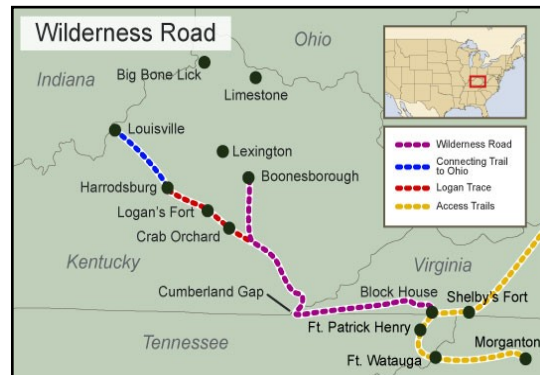 Wilderness Road
Ohio
Indiana
Big Bone Lick
Limestone
Louisville
Wilderness Road
Connecting Trail
to Ohio
Logan Trace
Access Trails
Lexington
Harrodsburg
Boonesborough
Logan's Fort
Crab Orchard
Kentucky
Virginia
Cumberland Gap
Block House
Shelby's Fort
Ft. Patrick Henry
Tennessee
Morganton
Ft. Watauga